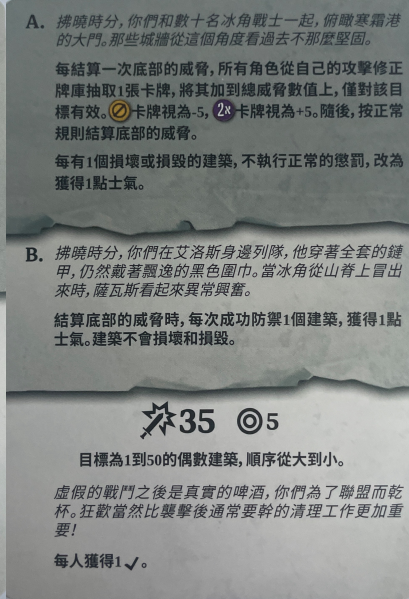 A. 拂曉時分，你們和數十名冰角戰士一起，俯瞰寒霜港
的大門。那些城牆從這個角度看過去不那麼堅固。
每結算一次底部的威脅，所有角色從自己的攻擊修正
牌庫抽取1張卡牌，將其加到總威脅數值上，僅對該目
標有效。卡牌視為-5，2x卡牌視為+5。隨後，按正常
規則結算底部的威脅。
每有1個損壞或損毀的建築，不執行正常的懲罰，改為
獲得1點士氣。
B. 拂曉時分，你們在艾洛斯身邊列隊，他穿著全套的鏈
甲，仍然戴著飄逸的黑色圍巾。當冰角從山脊上冒出
來時，薩瓦斯看起來異常興奮。
結算底部的威脅時，每次成功防禦1個建築，獲得1點
士氣。建築不會損壞和損毀。
35 5
目標為1到50的偶數建築，順序從大到小。
虛假的戰鬥之後是真實的啤酒，你們為了聯盟而乾
杯。狂歡當然比襲擊後通常要幹的清理工作更加重
要！
每人獲得1✓。